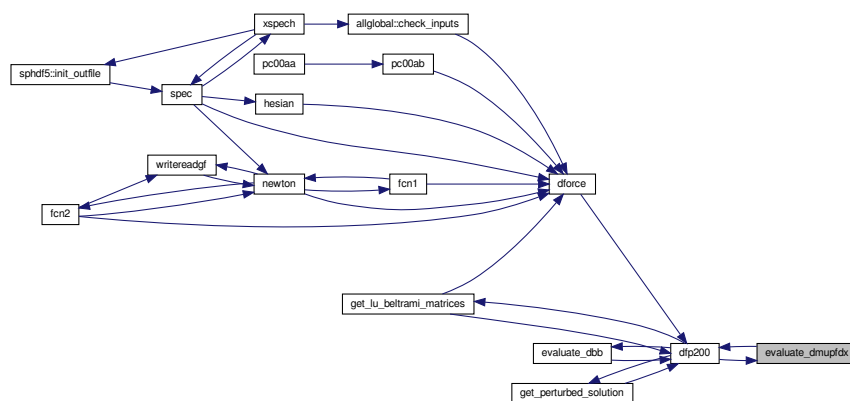 xspech
allglobal::check_inputs
sphdf5::init_outfile
pc00aa
pc00ab
spec
hesian
writereadgf
newton
fcn1
dforce
fcn2
get_lu_beltrami_matrices
evaluate_dbb
dfp200
evaluate_dmupfdx
get_perturbed_solution